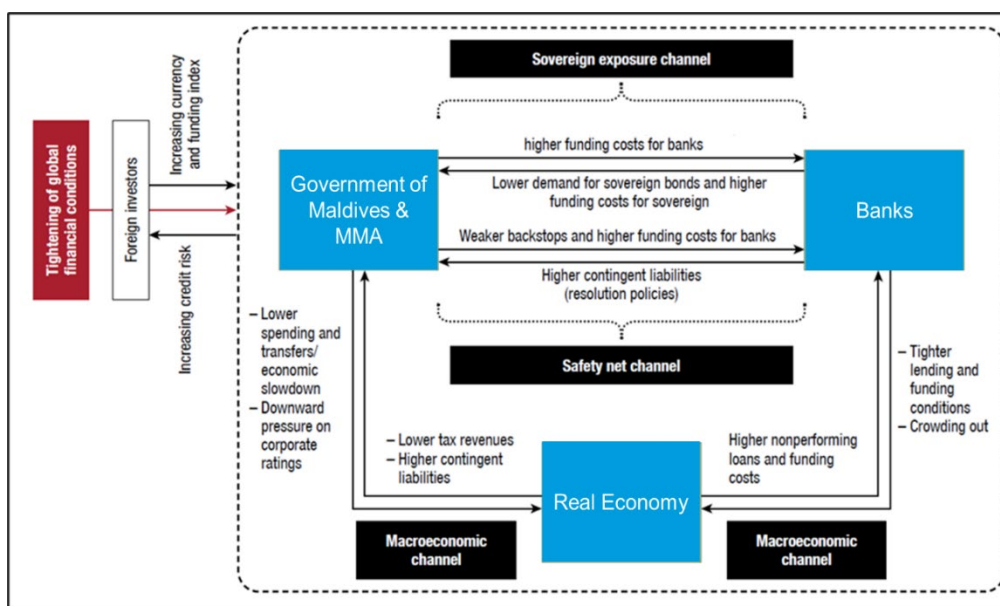 Sovereign exposure channel
Tightening of global
financial conditions
Foreign investors
Increasing currency
and funding index
Increasing credit risk
Government of
Maldives &
MMA
higher funding costs for banks
Lower demand for sovereign bonds and higher
funding costs for sovereign
Weaker backstops and higher funding costs for banks
Higher contingent liabilities
(resolution policies)
Banks
Safety net channel
– Lower
spending and
transfers/
economic
slowdown
– Downward
pressure on
corporate
ratings
– Lower tax revenues
– Higher contingent
liabilities
Real Economy
Higher nonperforming
loans and funding
costs
– Tighter
lending and
funding
conditions
– Crowding out
Macroeconomic
channel
Macroeconomic
channel